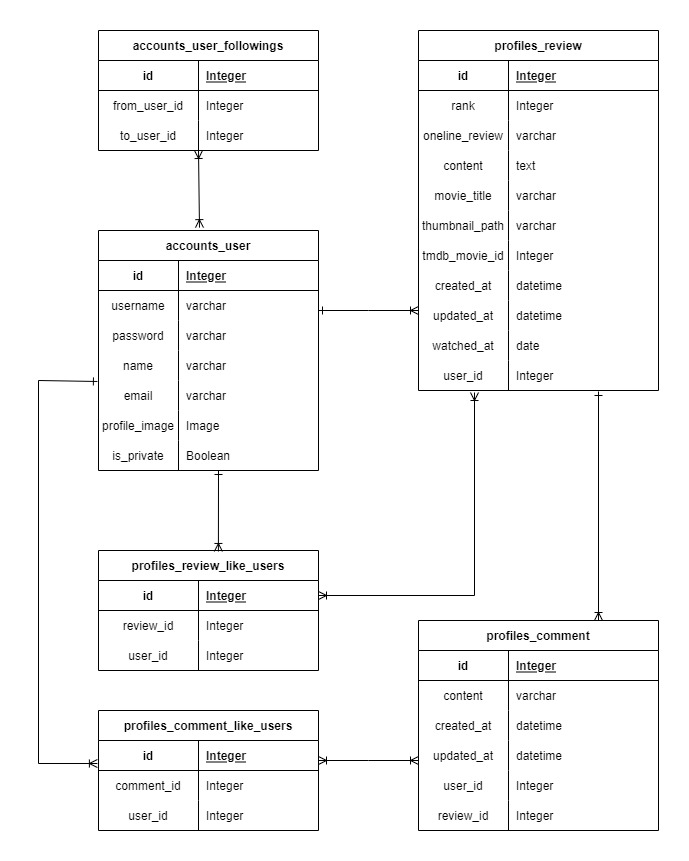 accounts_user_followings
id Integer
from_user_id Integer
to_user_id Integer
profiles_review
id Integer
rank Integer
oneline_review varchar
content text
movie_title varchar
thumbnail_path varchar
tmdb_movie_id Integer
created_at datetime
updated_at datetime
watched_at date
user_id Integer
accounts_user
id Integer
username varchar
password varchar
name varchar
email varchar
profile_image Image
is_private Boolean
profiles_review_like_users
id Integer
review_id Integer
user_id Integer
profiles_comment
id Integer
content varchar
created_at datetime
updated_at datetime
user_id Integer
review_id Integer
profiles_comment_like_users
id Integer
comment_id Integer
user_id Integer